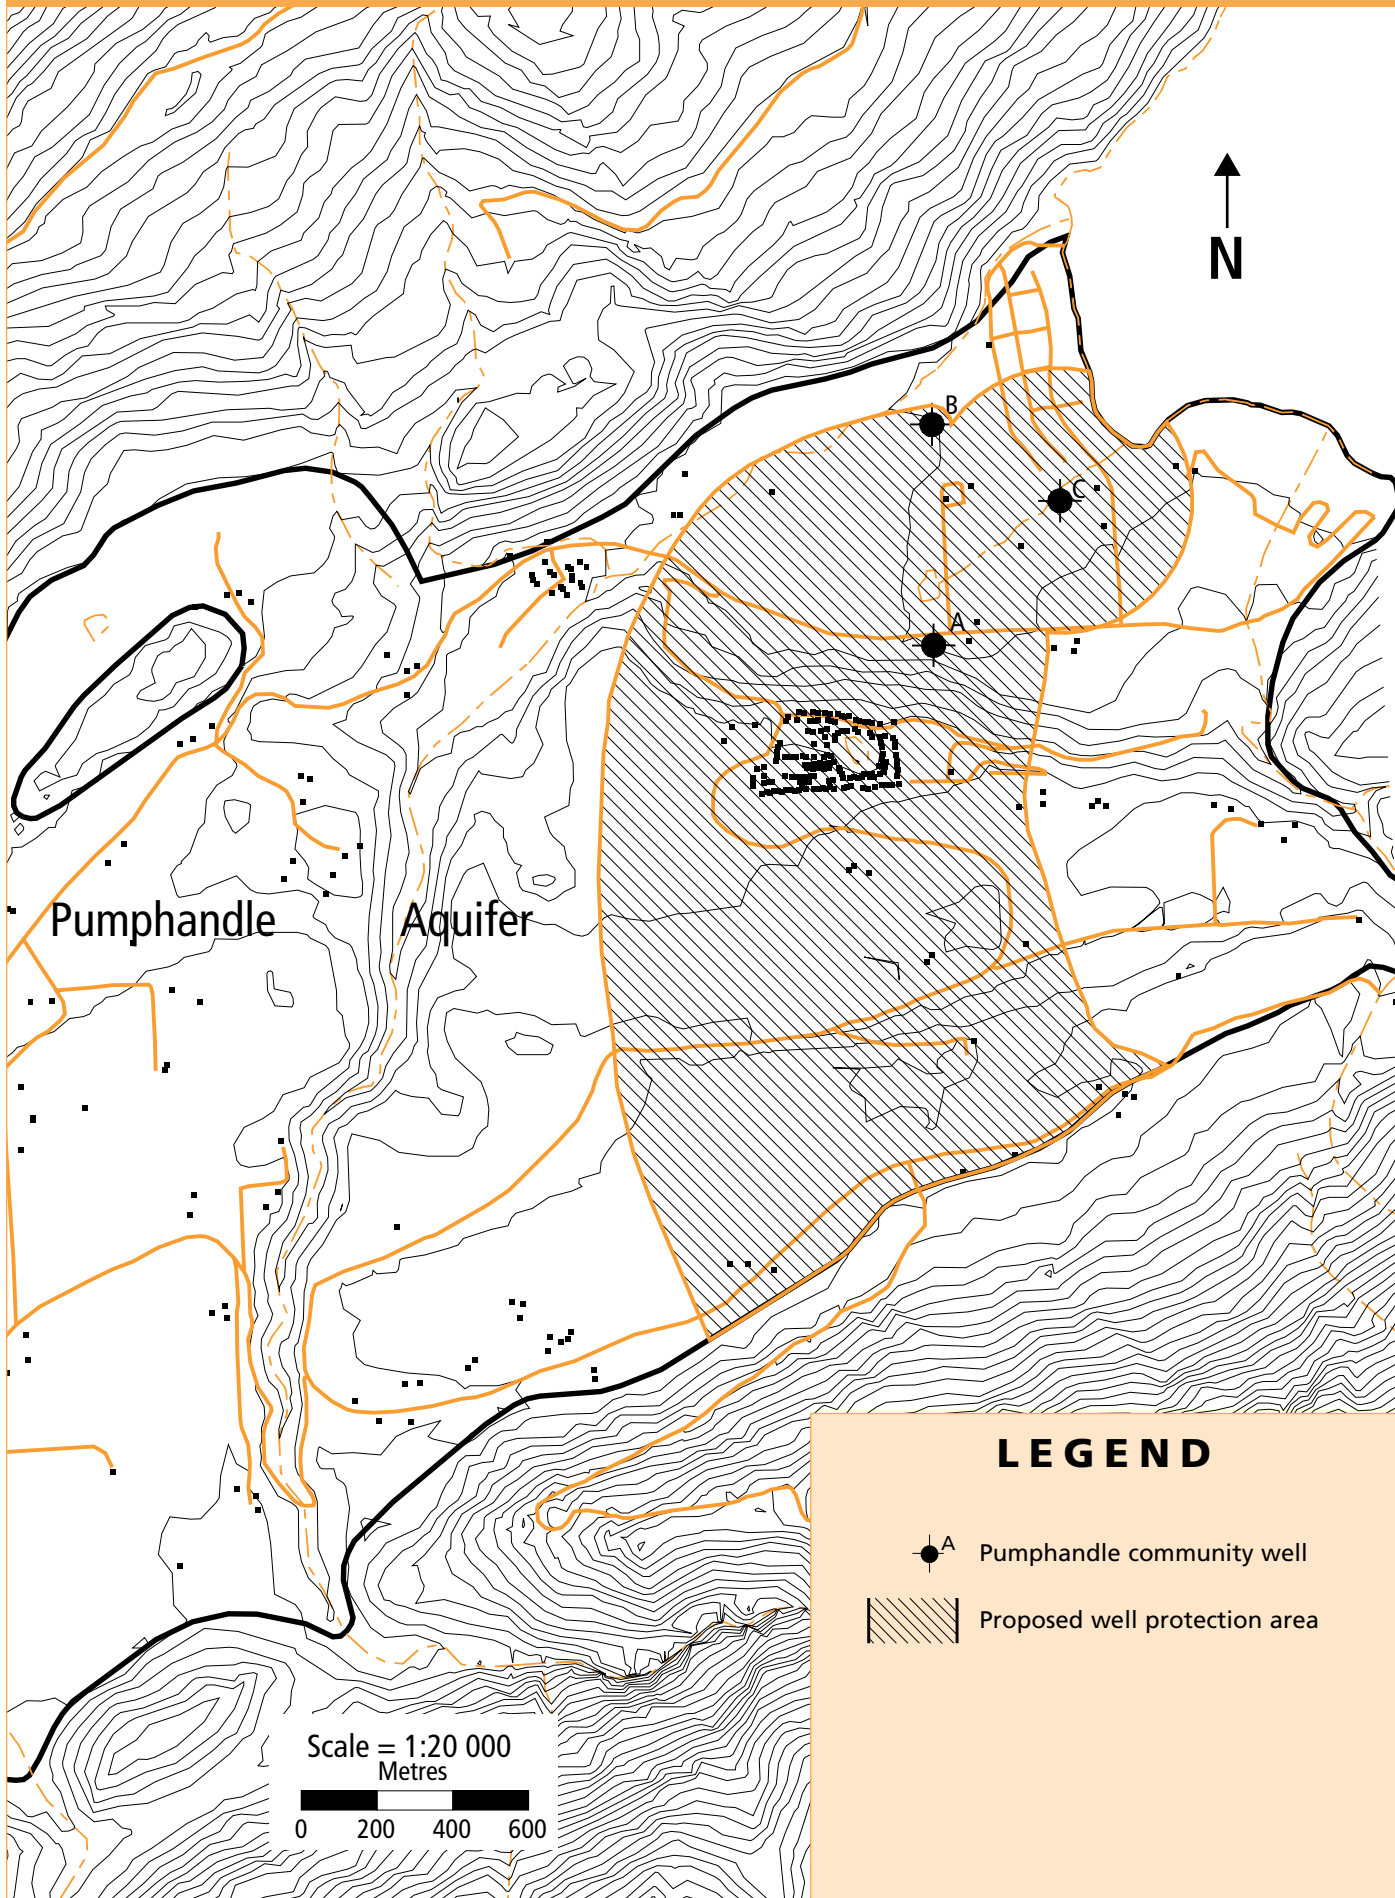 N
B
C
A
Pumphandle Aquifer
LEGEND
A Pumphandle community well
Proposed well protection area
Scale = 1:20 000
Metres
0 200 400 600